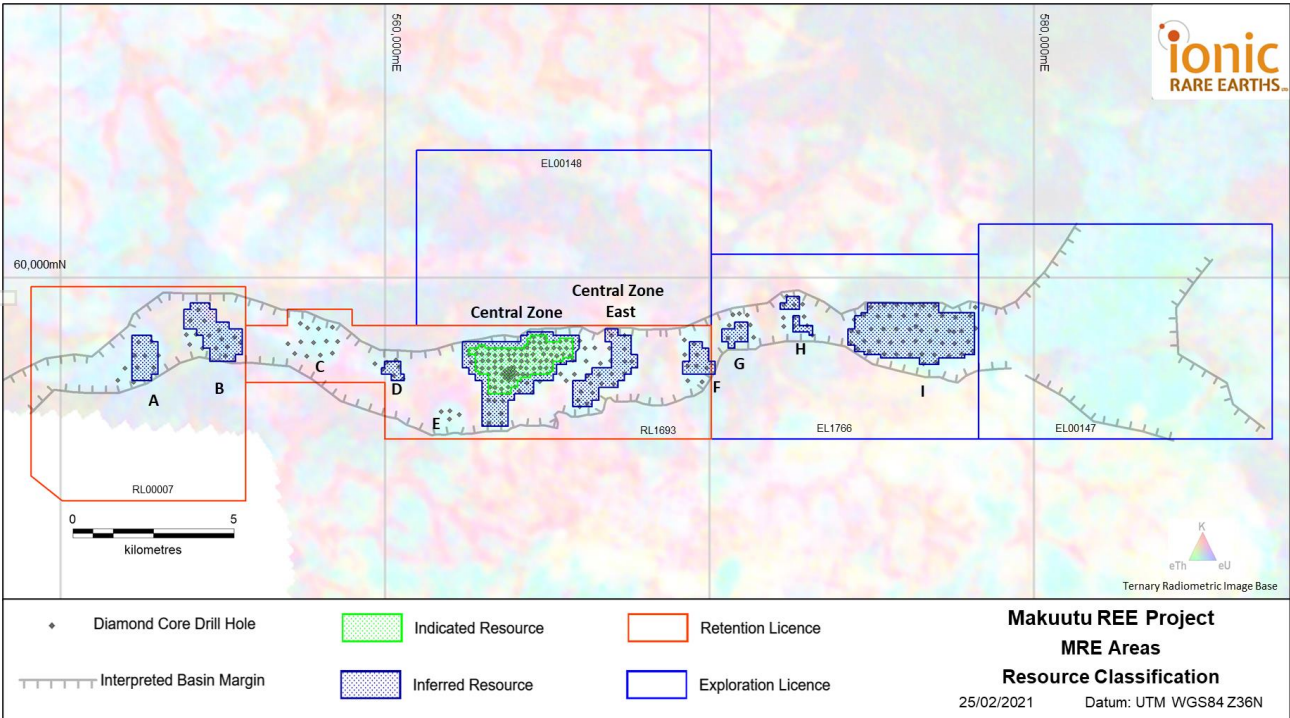 560,000mE
580,000mE
ionic
RARE EARTHS
EL00148
60,000mN
Central Zone
East
Central Zone
A
B
C
D
E
F
G
H
I
RL1693
EL1766
EL00147
RL00007
0 5
kilometres
K
eTh eU
Ternary Radiometric Image Base
Diamond Core Drill Hole
Indicated Resource
Retention Licence
Interpreted Basin Margin
Inferred Resource
Exploration Licence
Makuutu REE Project
MRE Areas
Resource Classification
25/02/2021 Datum: UTM WGS84 Z36N